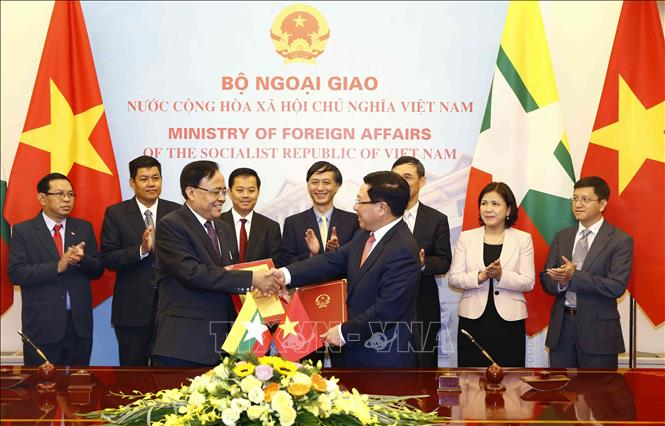 BỘ NGOẠI GIAO
NƯỚC CỘNG HÒA XÃ HỘI CHỦ NGHĨA VIỆT NAM
MINISTRY OF FOREIGN AFFAIRS
OF THE SOCIALIST REPUBLIC OF VIET NAM
TTXVN-VNA